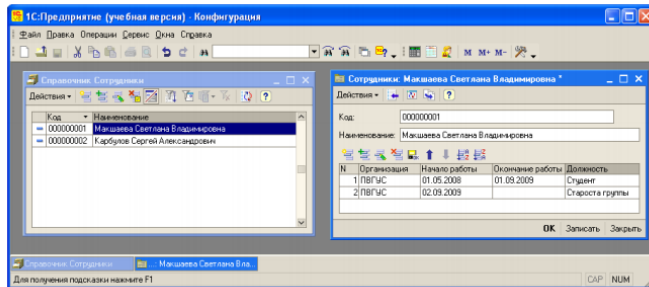 1С:Предприятие (учебная версия) - Конфигурация
Файл Правка Операции Сервис Окна Справка
M M+ M-
Справочник: Сотрудники
Действия
Код Наименование
000000001 Макшаева Светлана Владимировна
000000002 Карбулов Сергей Александрович
Сотрудники: Макшаева Светлана Владимировна *
Действия
Код: 000000001
Наименование: Макшаева Светлана Владимировна
N Организация Начало работы Окончание работы Должность
1 ПВГУС 01.05.2008 01.09.2009 Студент
2 ПВГУС 02.09.2009 Староста группы
OK Записать Закрыть
Справочник: Сотрудники
...: Макшаева Светлана Вла...
Для получения подсказки нажмите F1
CAP NUM